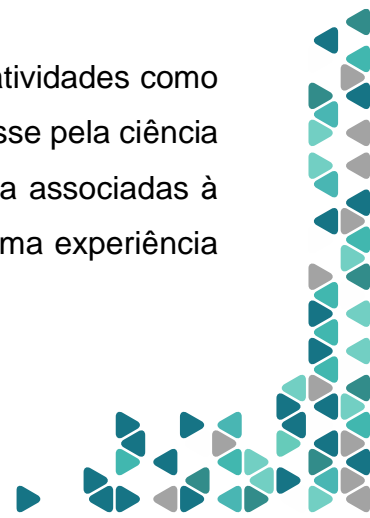 atividades como
sse pela ciência
a associadas à
ma experiência